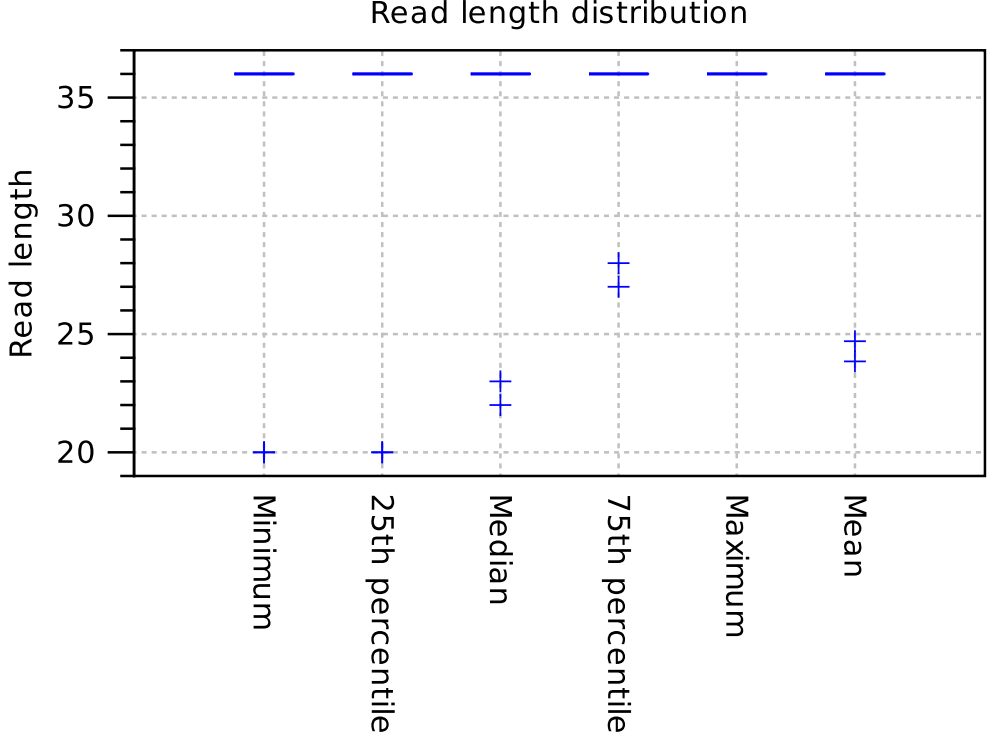 Read length distribution
Read length
35
30
25
20
Minimum
25th percentile
Median
75th percentile
Maximum
Mean